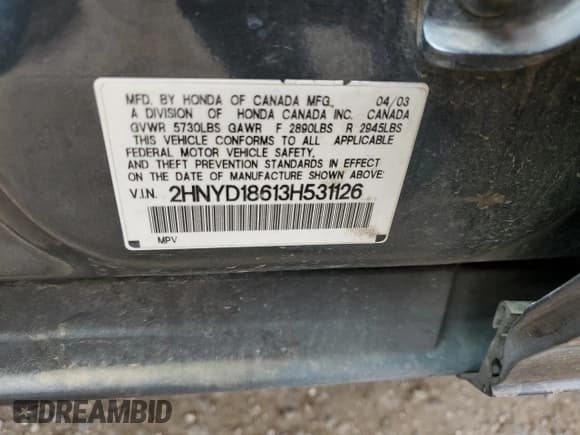 MFD. BY HONDA OF CANADA MFG., 04/03
A DIVISION OF HONDA CANADA INC. CANADA
GVWR 5730LBS GAWR F 2890LBS R 2945LBS
THIS VEHICLE CONFORMS TO ALL APPLICABLE
FEDERAL MOTOR VEHICLE SAFETY,
AND THEFT PREVENTION STANDARDS IN EFFECT
ON THE DATE OF MANUFACTURE SHOWN ABOVE:
V.I.N. 2HNYD18613H531126
MPV
DREAMBID